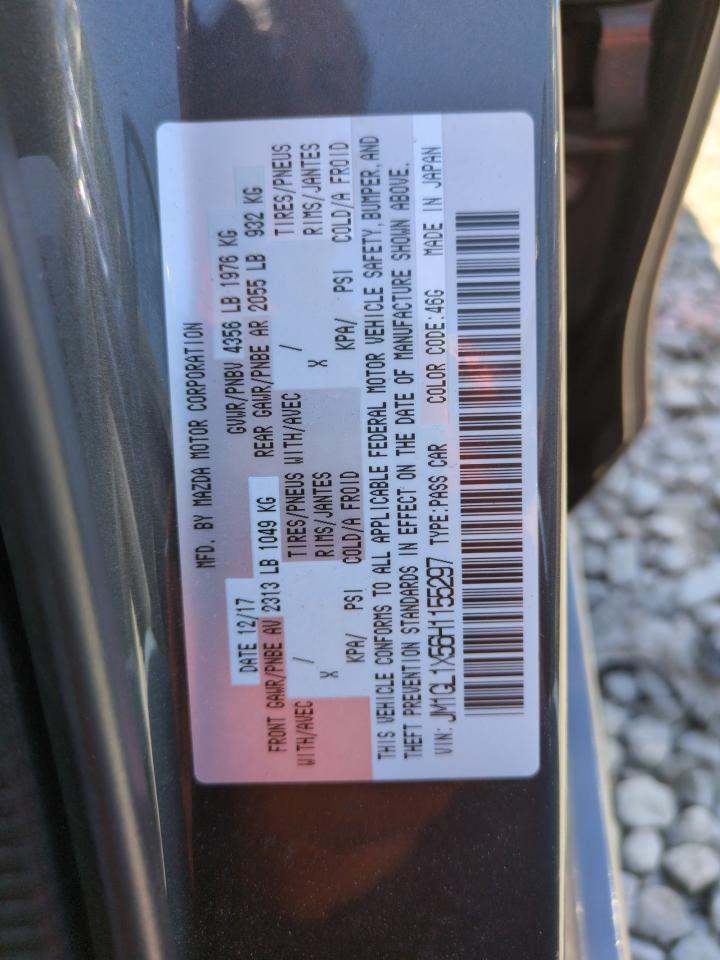 MFD. BY MAZDA MOTOR CORPORATION
DATE 12/17 GVWR/PNBV 4356 LB 1976 KG
FRONT GAWR/PNBE AV 2313 LB 1049 KG REAR GAWR/PNBE AR 2055 LB 932 KG
WITH/AVEC / TIRES/PNEUS WITH/AVEC / TIRES/PNEUS
X RIMS/JANTES X RIMS/JANTES
KPA/ PSI COLD/A FROID KPA/ PSI COLD/A FROID
THIS VEHICLE CONFORMS TO ALL APPLICABLE FEDERAL MOTOR VEHICLE SAFETY, BUMPER, AND
THEFT PREVENTION STANDARDS IN EFFECT ON THE DATE OF MANUFACTURE SHOWN ABOVE.
VIN: JM1GL1X56H1155297 TYPE:PASS CAR COLOR CODE:46G MADE IN JAPAN